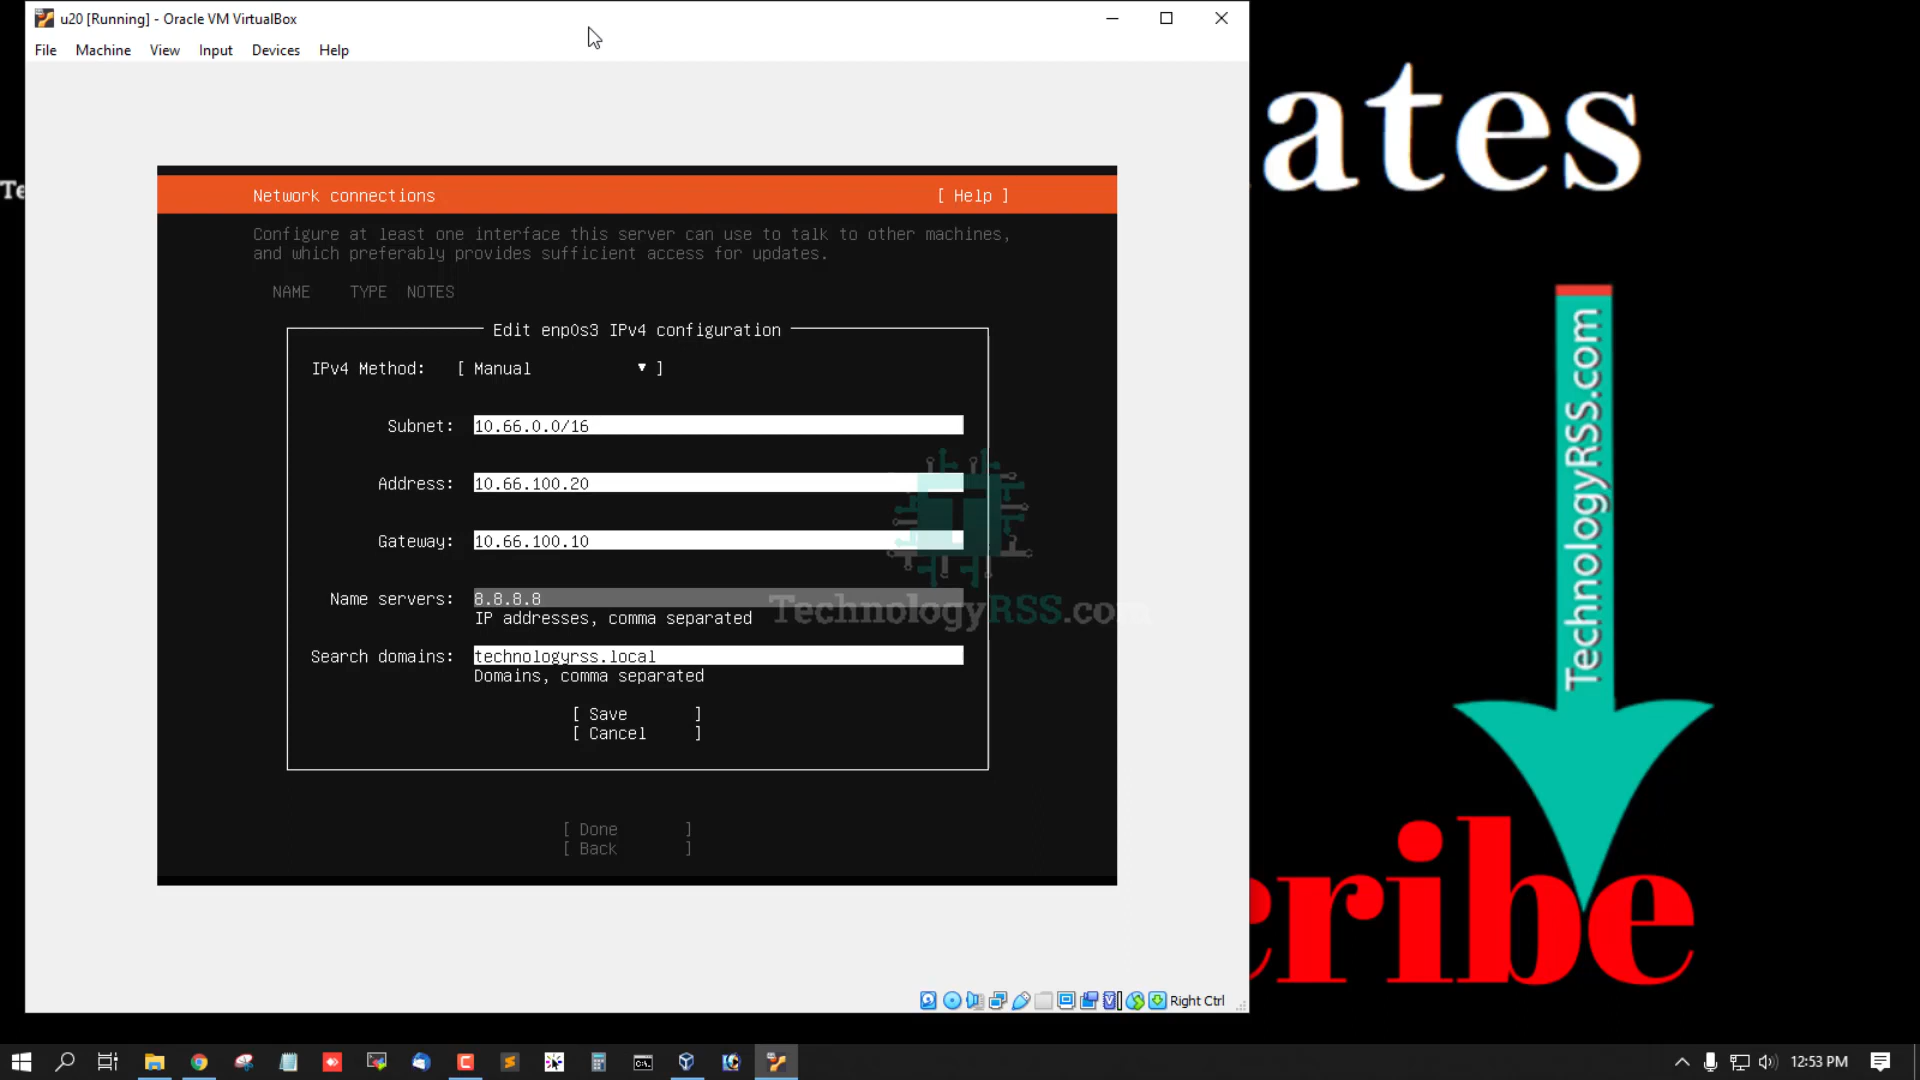 u20 [Running] - Oracle VM VirtualBox
File Machine View Input Devices Help
ates
Te
Network connections [ Help ]
Configure at least one interface this server can use to talk to other machines,
and which preferably provides sufficient access for updates.
NAME TYPE NOTES
Edit enp0s3 IPv4 configuration
IPv4 Method: [ Manual ▼ ]
Subnet: 10.66.0.0/16
Address: 10.66.100.20
Gateway: 10.66.100.10
Name servers: 8.8.8.8
IP addresses, comma separated
Search domains: technologyrss.local
Domains, comma separated
[ Save ]
[ Cancel ]
[ Done ]
[ Back ]
TechnologyRSS.com
TechnologyRSS.com
cribe
Right Ctrl
12:53 PM